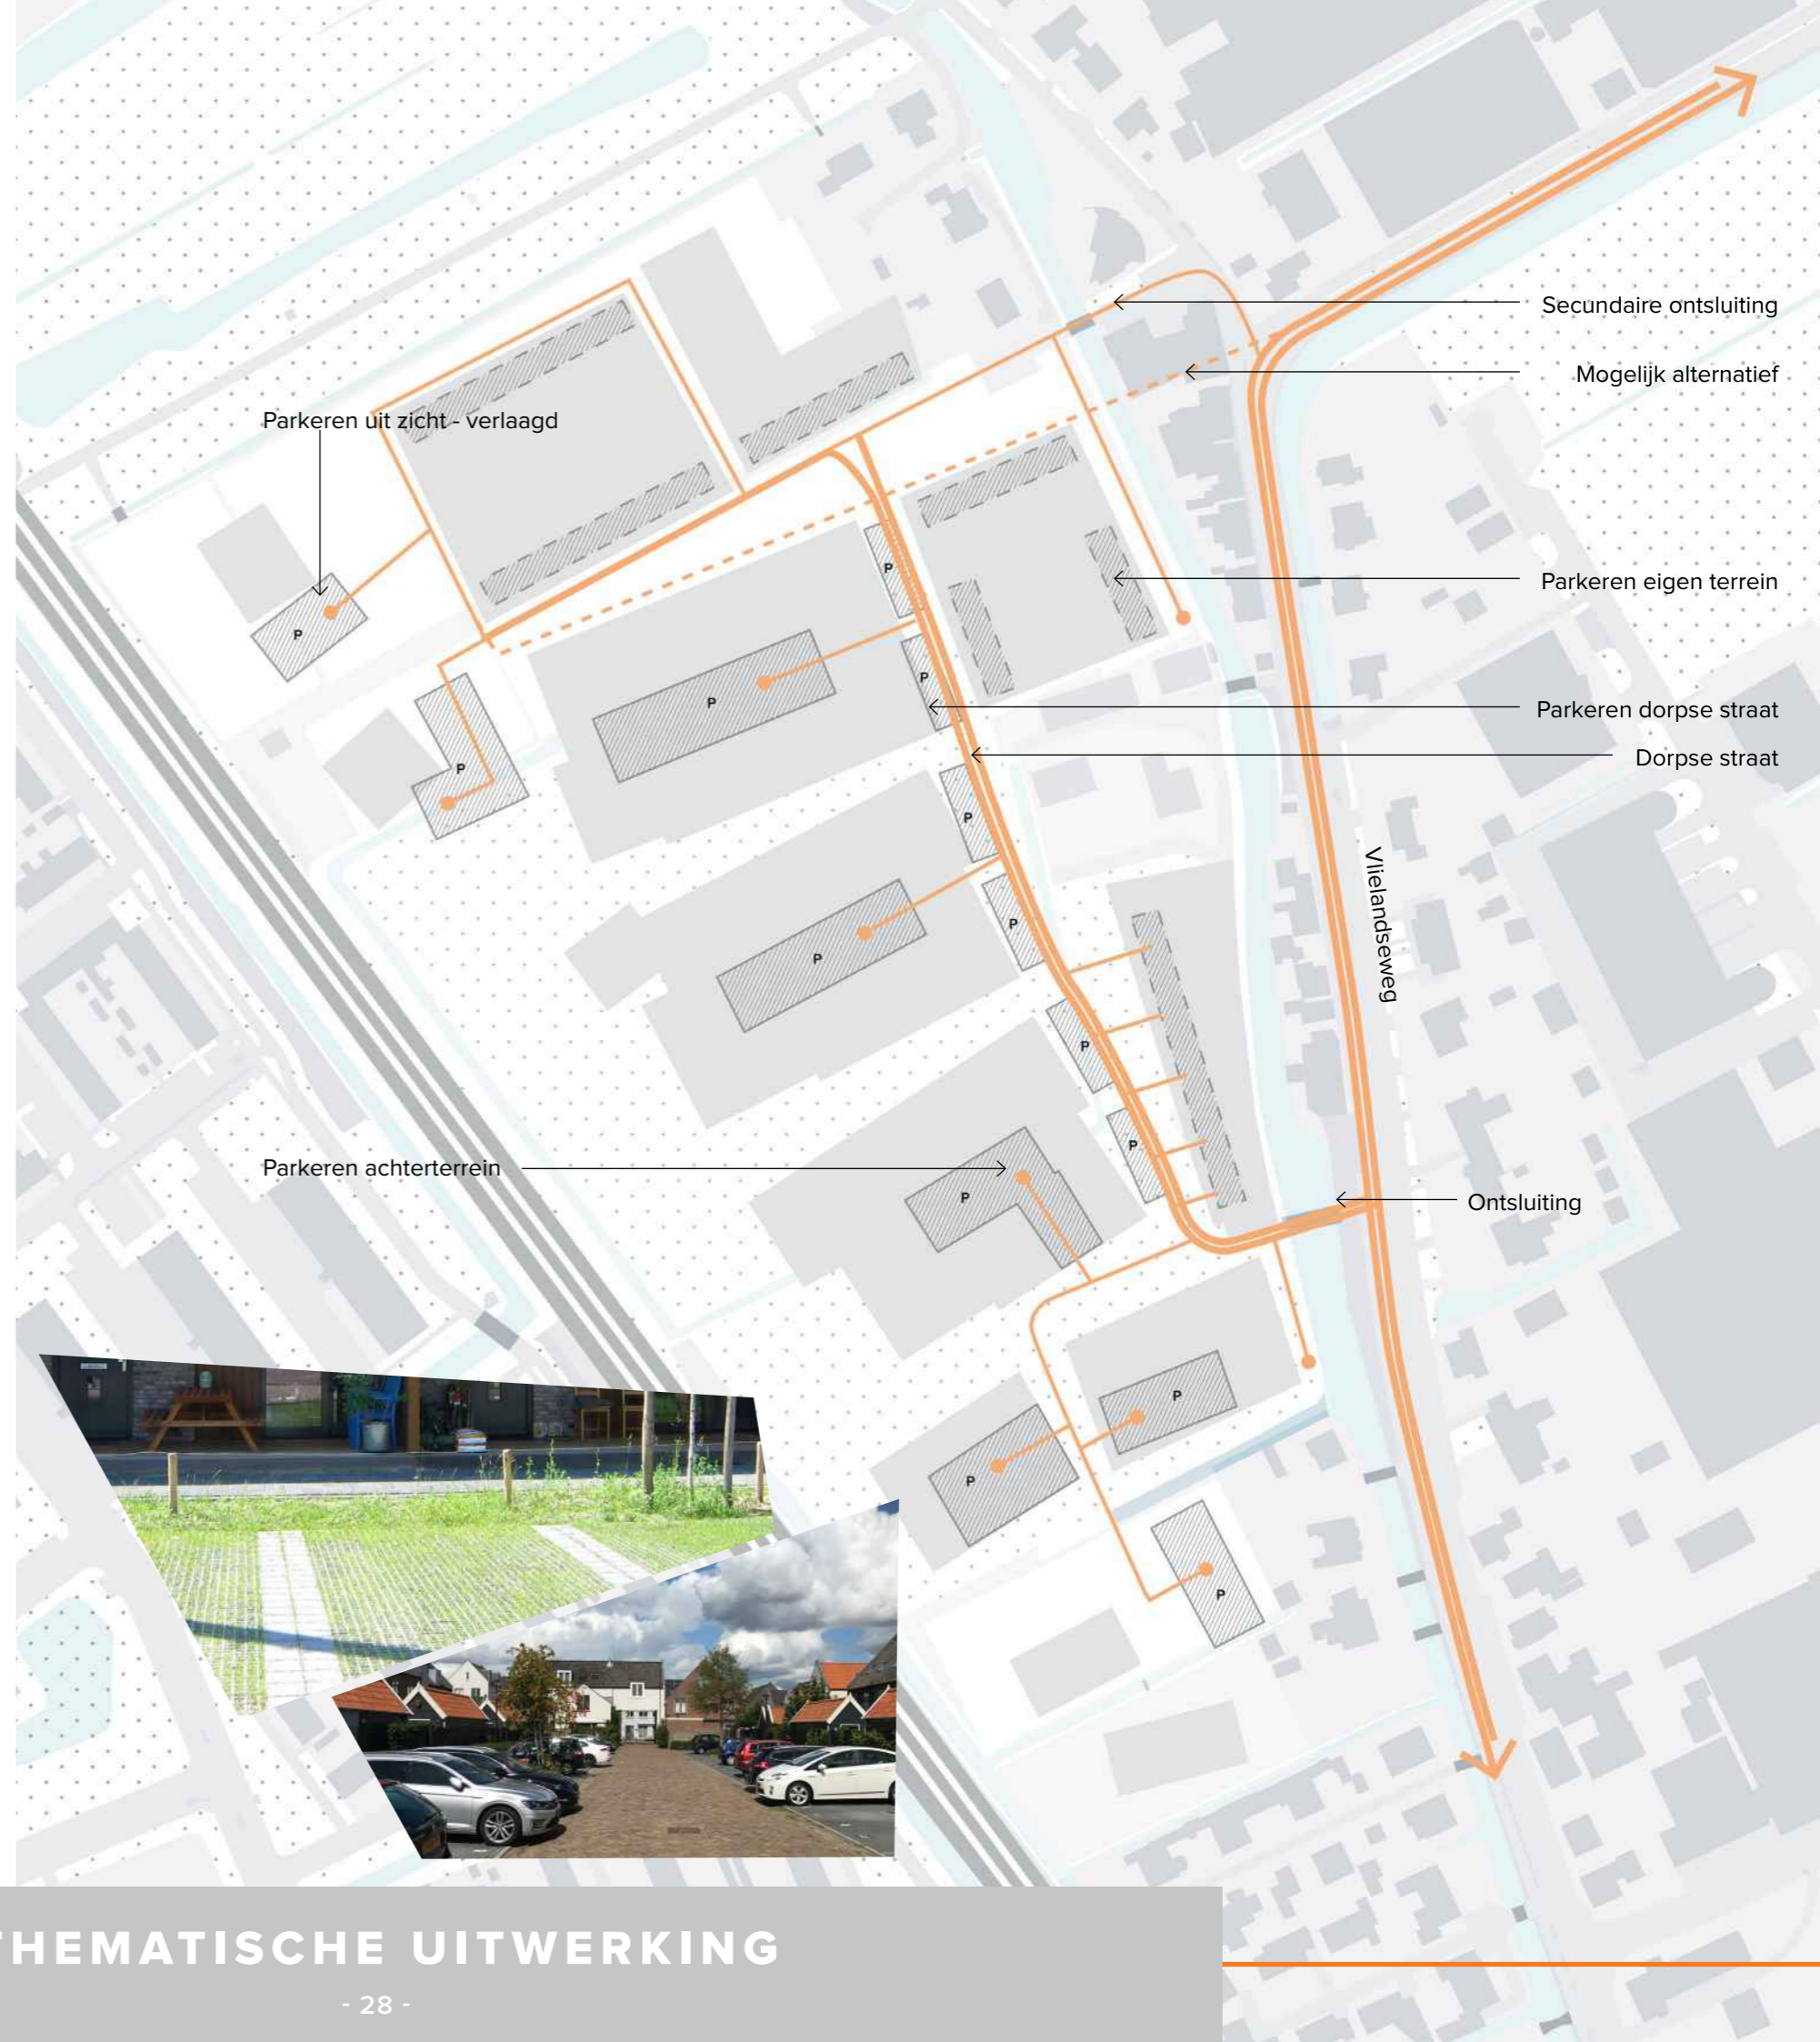 Secundaire ontsluiting
Mogelijk alternatief
Parkeren uit zicht - verlaagd
P
Parkeren eigen terrein
P
P
P
Parkeren dorpse straat
Dorpse straat
P
P
P
Vlielandseweg
P
P
P
Parkeren achterterrein
P
Ontsluiting
P
P
P
THEMATISCHE UITWERKING
- 28 -